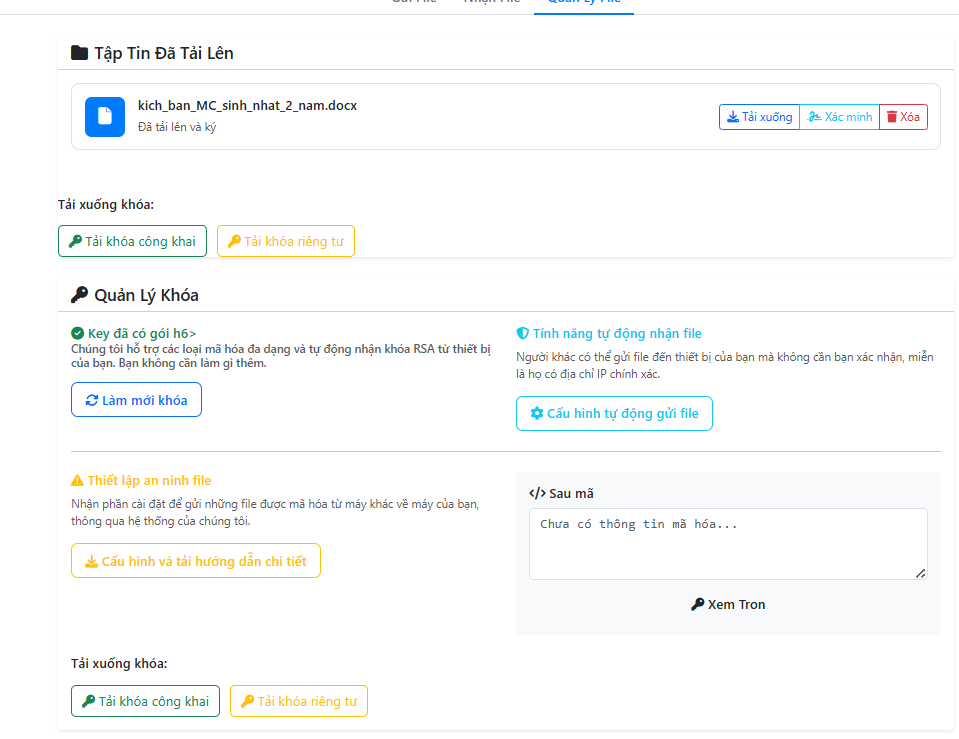 Gửi File Nhận File Quản Lý File
Tập Tin Đã Tải Lên
kich_ban_MC_sinh_nhat_2_nam.docx
Đã tải lên và ký
Tải xuống Xác minh Xóa
Tải xuống khóa:
Tải khóa công khai Tải khóa riêng tư
Quản Lý Khóa
Key đã có gói h6>
Chúng tôi hỗ trợ các loại mã hóa đa dạng và tự động nhận khóa RSA từ thiết bị
của bạn. Bạn không cần làm gì thêm.
Làm mới khóa
Tính năng tự động nhận file
Người khác có thể gửi file đến thiết bị của bạn mà không cần bạn xác nhận, miễn
là họ có địa chỉ IP chính xác.
Cấu hình tự động gửi file
Thiết lập an ninh file
Nhận phần cài đặt để gửi những file được mã hóa từ máy khác về máy của bạn,
thông qua hệ thống của chúng tôi.
Cấu hình và tải hướng dẫn chi tiết
</> Sau mã
Chưa có thông tin mã hóa...
Xem Tron
Tải xuống khóa:
Tải khóa công khai Tải khóa riêng tư